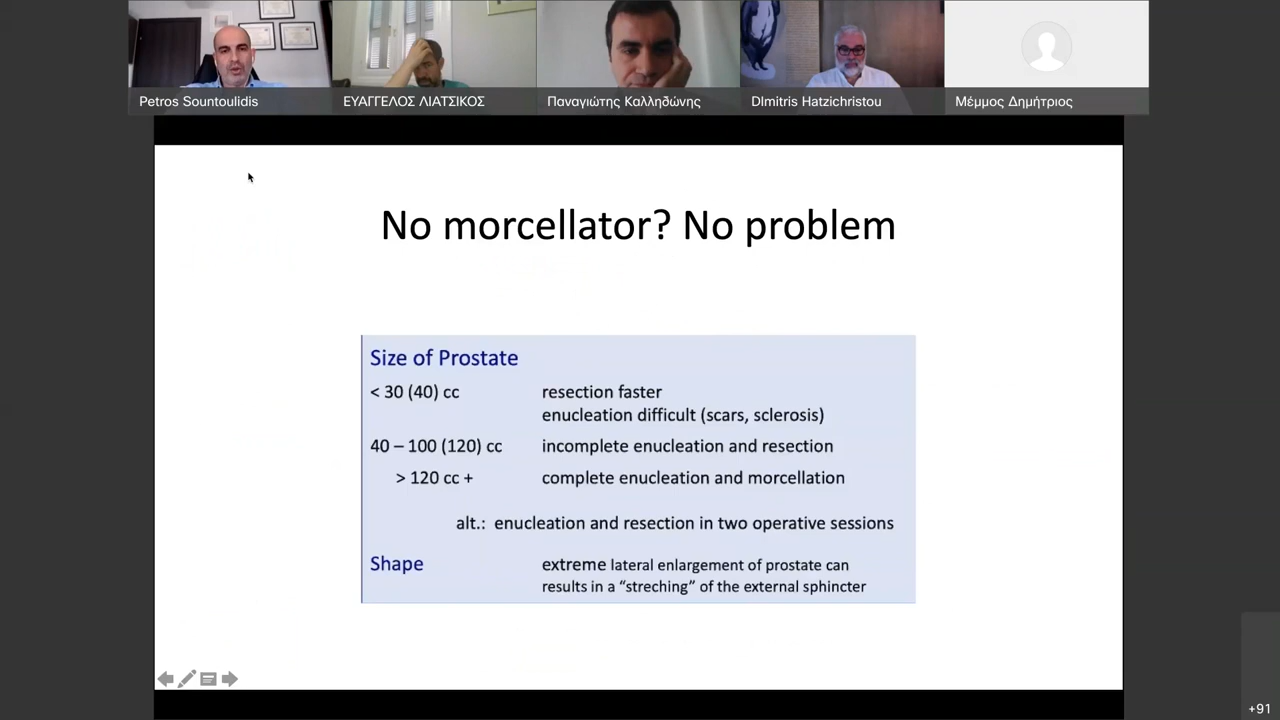 Petros Sountoulidis
ΕΥΑΓΓΕΛΟΣ ΛΙΑΤΣΙΚΟΣ
Παναγιώτης Καλληδώνης
DImitris Hatzichristou
Μέμμος Δημήτριος
No morcellator? No problem
Size of Prostate
< 30 (40) cc resection faster
enucleation difficult (scars, sclerosis)
40 – 100 (120) cc incomplete enucleation and resection
> 120 cc + complete enucleation and morcellation
alt.: enucleation and resection in two operative sessions
Shape extreme lateral enlargement of prostate can
results in a “streching” of the external sphincter
+91